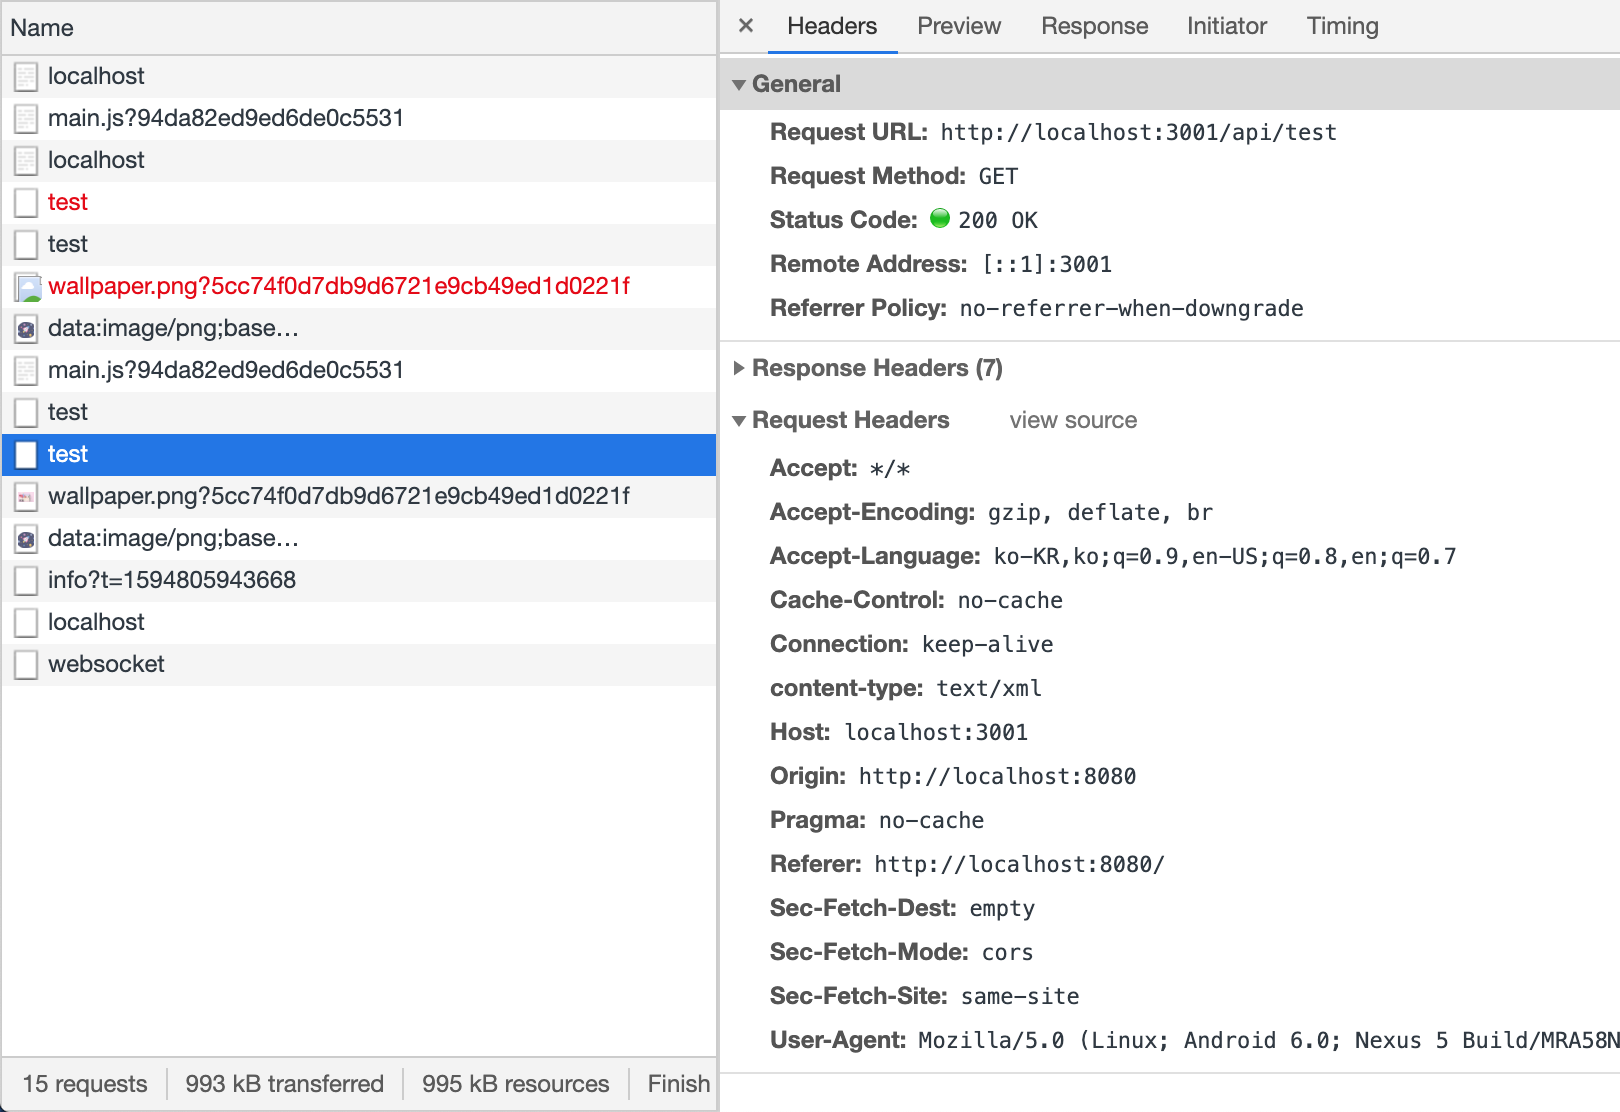 Name
localhost
main.js?94da82ed9ed6de0c5531
localhost
test
test
wallpaper.png?5cc74f0d7db9d6721e9cb49ed1d0221f
data:image/png;base…
main.js?94da82ed9ed6de0c5531
test
test
wallpaper.png?5cc74f0d7db9d6721e9cb49ed1d0221f
data:image/png;base…
info?t=1594805943668
localhost
websocket
15 requests 993 kB transferred 995 kB resources Finish
× Headers Preview Response Initiator Timing
General
Request URL: http://localhost:3001/api/test
Request Method: GET
Status Code: 200 OK
Remote Address: [::1]:3001
Referrer Policy: no-referrer-when-downgrade
Response Headers (7)
Request Headers view source
Accept: */*
Accept-Encoding: gzip, deflate, br
Accept-Language: ko-KR,ko;q=0.9,en-US;q=0.8,en;q=0.7
Cache-Control: no-cache
Connection: keep-alive
content-type: text/xml
Host: localhost:3001
Origin: http://localhost:8080
Pragma: no-cache
Referer: http://localhost:8080/
Sec-Fetch-Dest: empty
Sec-Fetch-Mode: cors
Sec-Fetch-Site: same-site
User-Agent: Mozilla/5.0 (Linux; Android 6.0; Nexus 5 Build/MRA58N